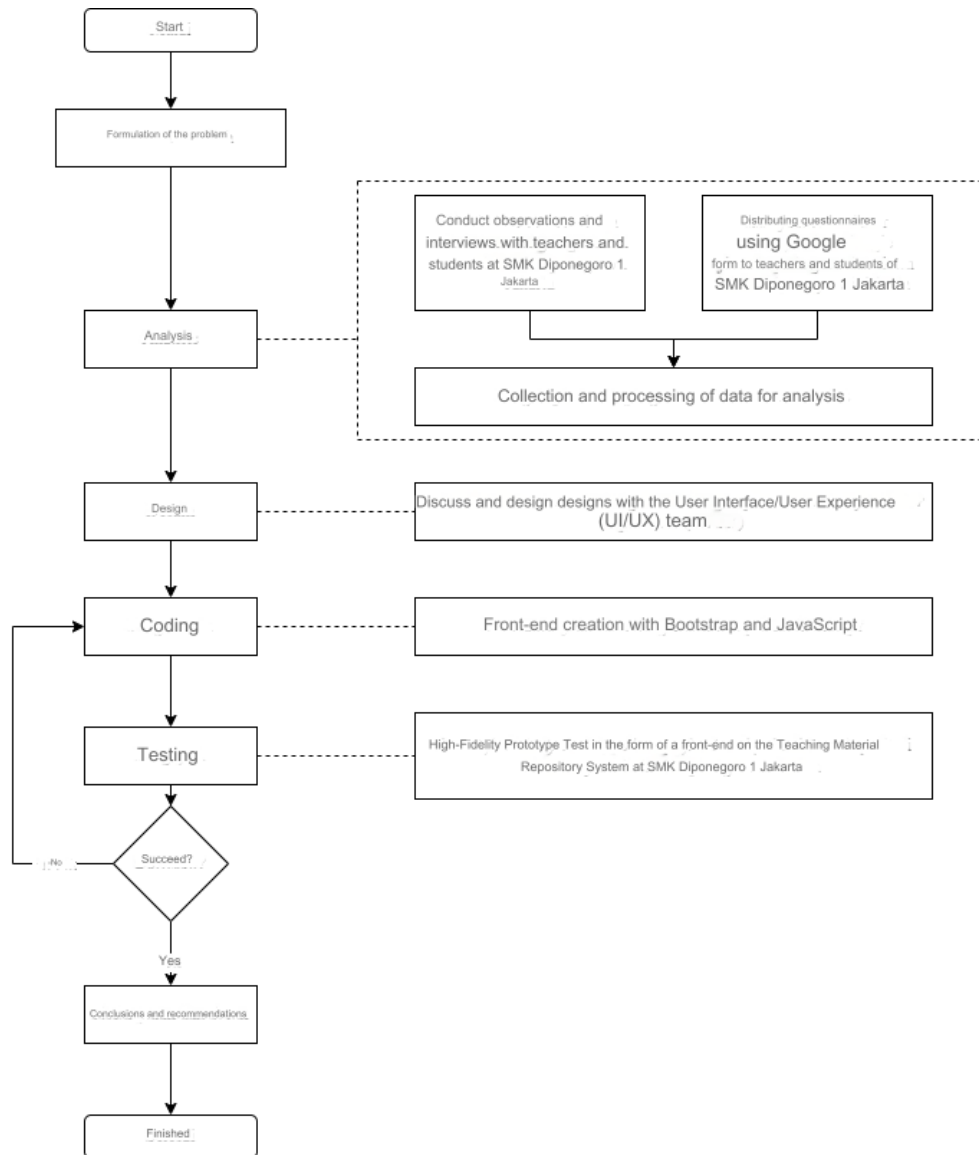 Start
Formulation of the problem
Conduct observations and
interviews with teachers and
students at SMK Diponegoro 1
Jakarta
Distributing questionnaires
using Google
form to teachers and students of
SMK Diponegoro 1 Jakarta
Analysis
Collection and processing of data for analysis
Design
Discuss and design designs with the User Interface/User Experience
(UI/UX) team
Coding
Front-end creation with Bootstrap and JavaScript
Testing
High-Fidelity Prototype Test in the form of a front-end on the Teaching Material
Repository System at SMK Diponegoro 1 Jakarta
Succeed?
No
Yes
Conclusions and recommendations
Finished